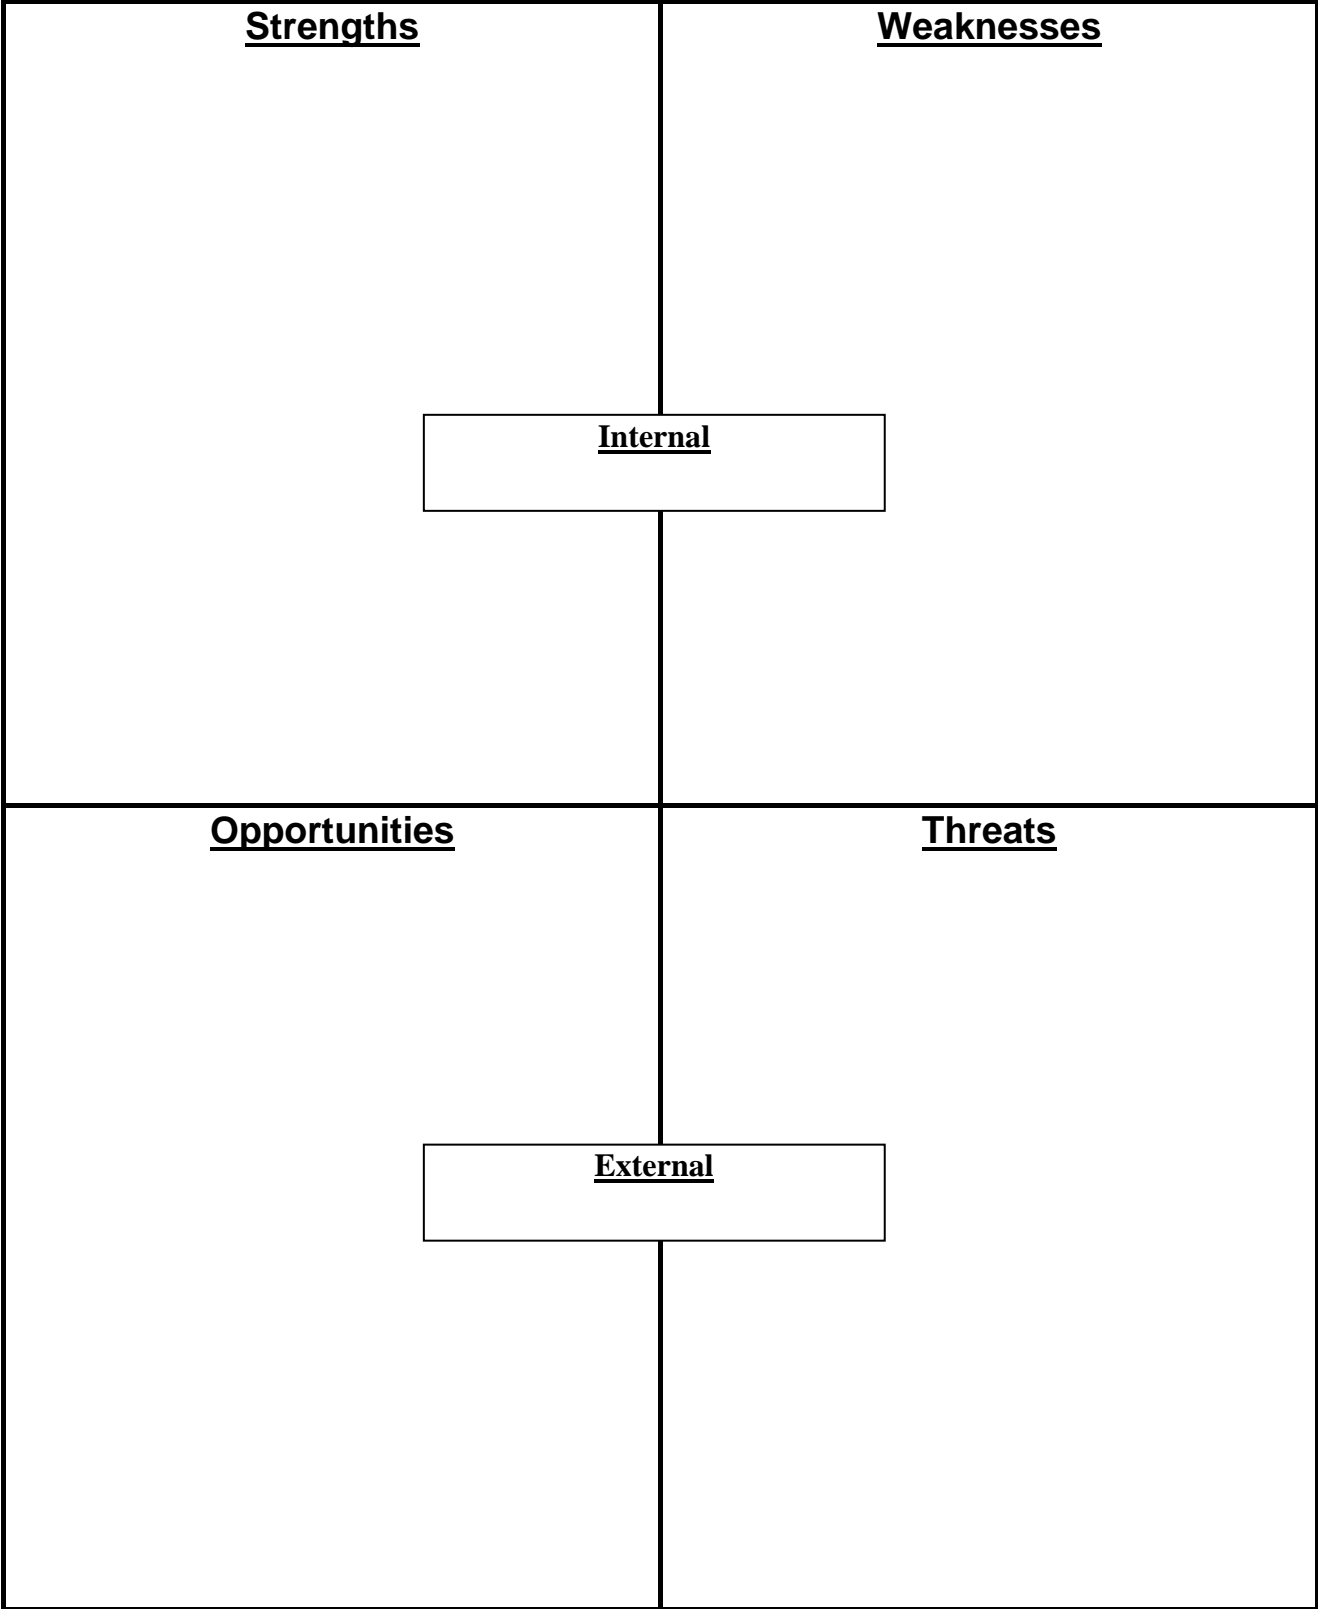 Strengths
Weaknesses
Internal
Opportunities
Threats
External